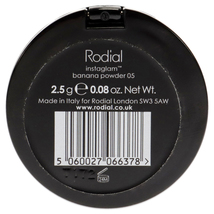 Rodial
instaglam™
banana powder 05
2.5 g e 0.08 oz. Net Wt.
Made in Italy for Rodial London SW3 5AW
www.rodial.co.uk
5 060027 066378 >